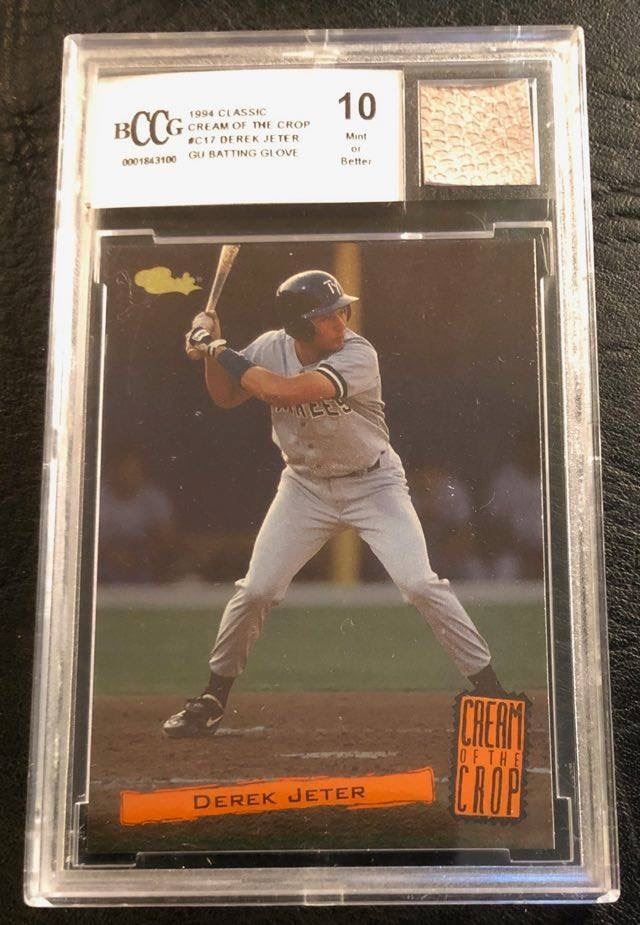 BCCG
0001843100
1994 CLASSIC
CREAM OF THE CROP
#C17 DEREK JETER
GU BATTING GLOVE
10
Mint
or
Better
TY
DEREK JETER
CREAM
OF THE
CROP